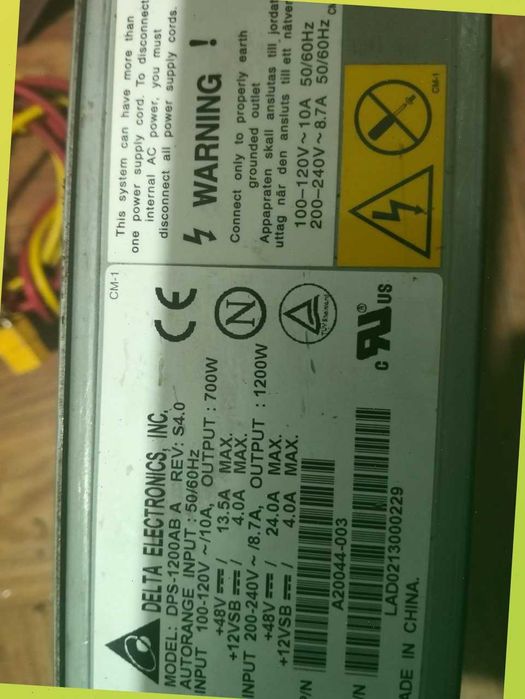 This system can have more than
one power supply cord. To disconnect
internal AC power, you must
disconnect all power supply cords.
WARNING !
Connect only to properly earth
grounded outlet
Appapraten skall anslutas till jordat
uttag når den ansluts till ett nätver
100-120V~10A 50/60Hz
200-240V~8.7A 50/60Hz
CM-1
CM-1
DELTA ELECTRONICS, INC.
MODEL: DPS-1200AB A REV: S4.0
AUTORANGE INPUT : 50/60Hz
INPUT 100-120V ~/10A, OUTPUT : 700W
+48V / 13.5A MAX.
+12VSB / 4.0A MAX.
INPUT 200-240V~/8.7A, OUTPUT : 1200W
+48V / 24.0A MAX.
+12VSB / 4.0A MAX.
CE
N
c RU ® US
/N
A20044-003
/N
LAD0213000229
ADE IN CHINA.